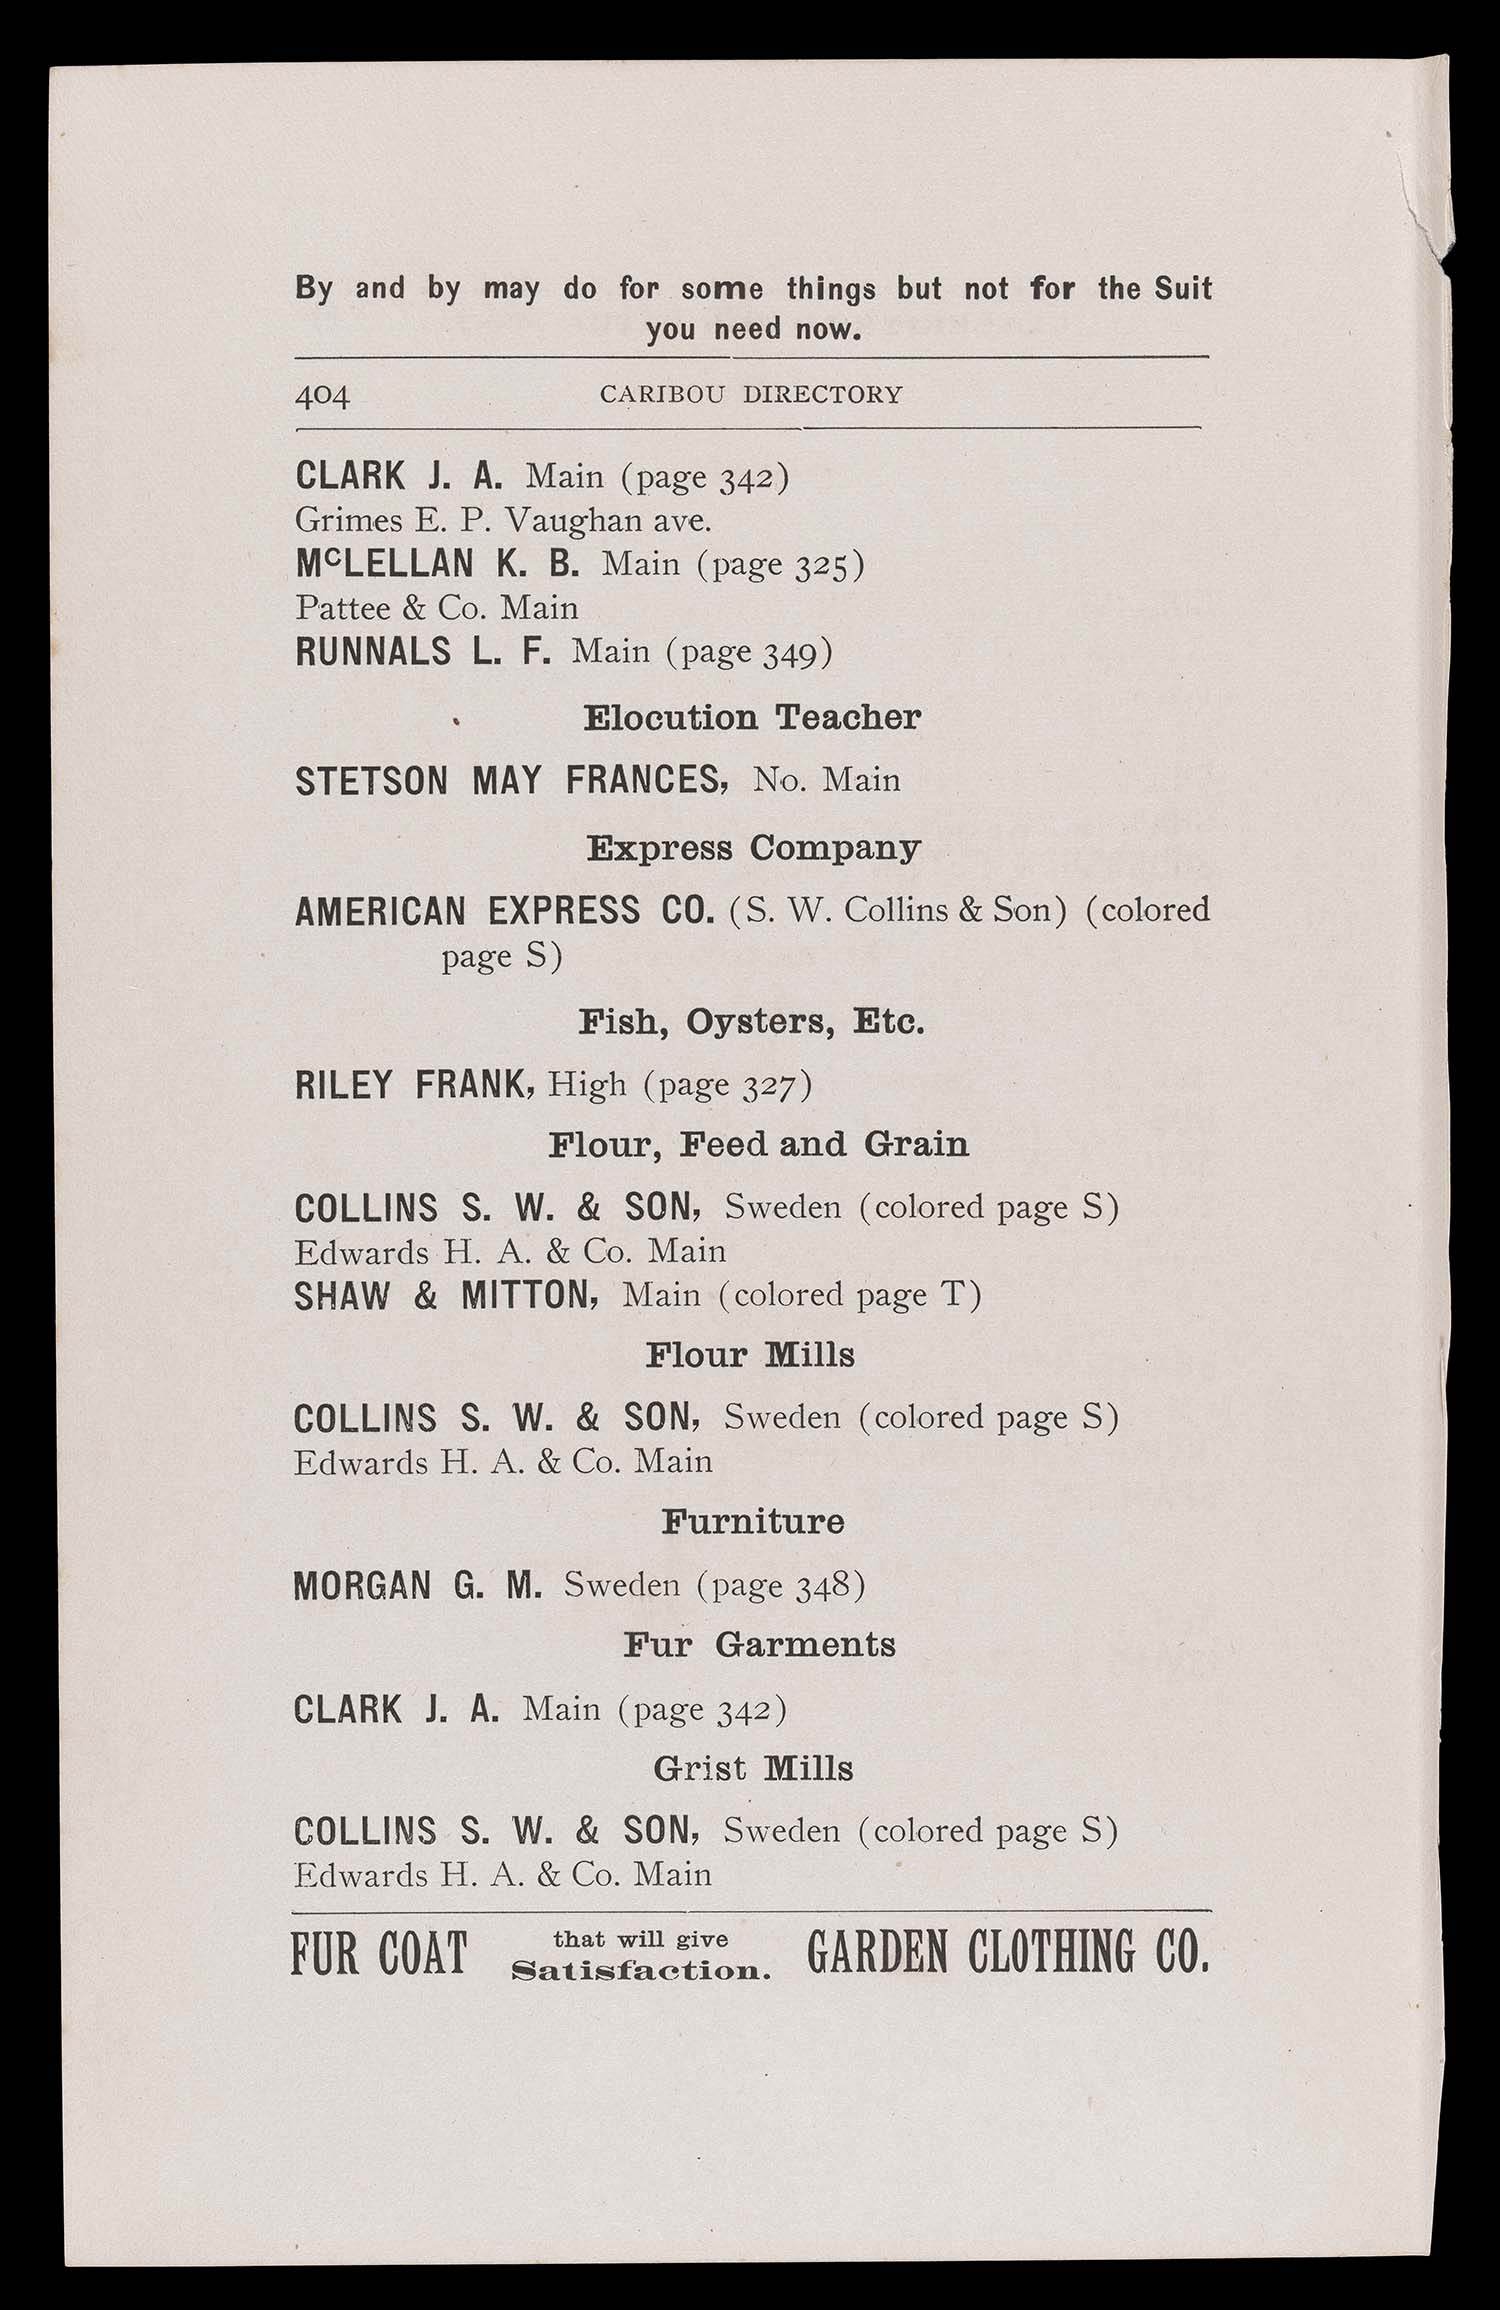 By and by may do for some things but not for the Suit
you need now.
404 CARIBOU DIRECTORY
CLARK J. A. Main (page 342)
Grimes E. P. Vaughan ave.
McLELLAN K. B. Main (page 325)
Pattee & Co. Main
RUNNALS L. F. Main (page 349)
Elocution Teacher
STETSON MAY FRANCES, No. Main
Express Company
AMERICAN EXPRESS CO. (S. W. Collins & Son) (colored
page S)
Fish, Oysters, Etc.
RILEY FRANK, High (page 327)
Flour, Feed and Grain
COLLINS S. W. & SON, Sweden (colored page S)
Edwards H. A. & Co. Main
SHAW & MITTON, Main (colored page T)
Flour Mills
COLLINS S. W. & SON, Sweden (colored page S)
Edwards H. A. & Co. Main
Furniture
MORGAN G. M. Sweden (page 348)
Fur Garments
CLARK J. A. Main (page 342)
Grist Mills
COLLINS S. W. & SON, Sweden (colored page S)
Edwards H. A. & Co. Main
FUR COAT that will give Satisfaction. GARDEN CLOTHING CO.